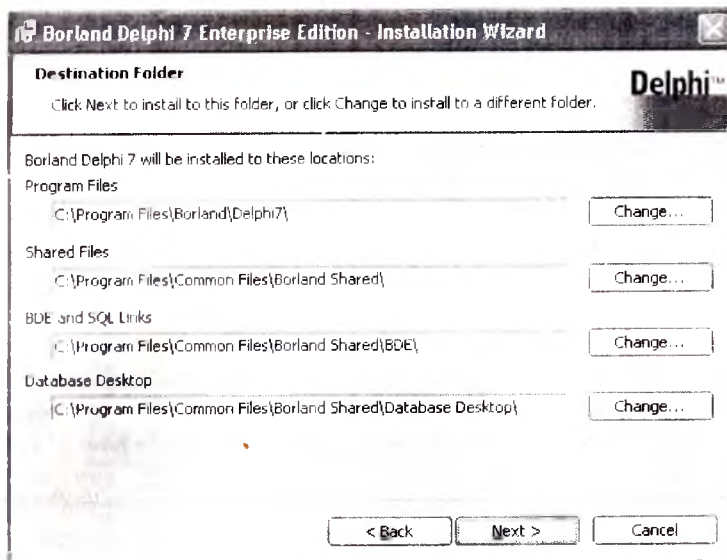 Borland Delphi 7 Enterprise Edition - Installation Wizard
Destination Folder
Click Next to install to this folder, or click Change to install to a different folder.
Delphi™
Borland Delphi 7 will be installed to these locations:
Program Files
C:\Program Files\Borland\Delphi7\
Change...
Shared Files
C:\Program Files\Common Files\Borland Shared\
Change...
BDE and SQL Links
C:\Program Files\Common Files\Borland Shared\BDE\
Change...
Database Desktop
C:\Program Files\Common Files\Borland Shared\Database Desktop\
Change...
< Back
Next >
Cancel